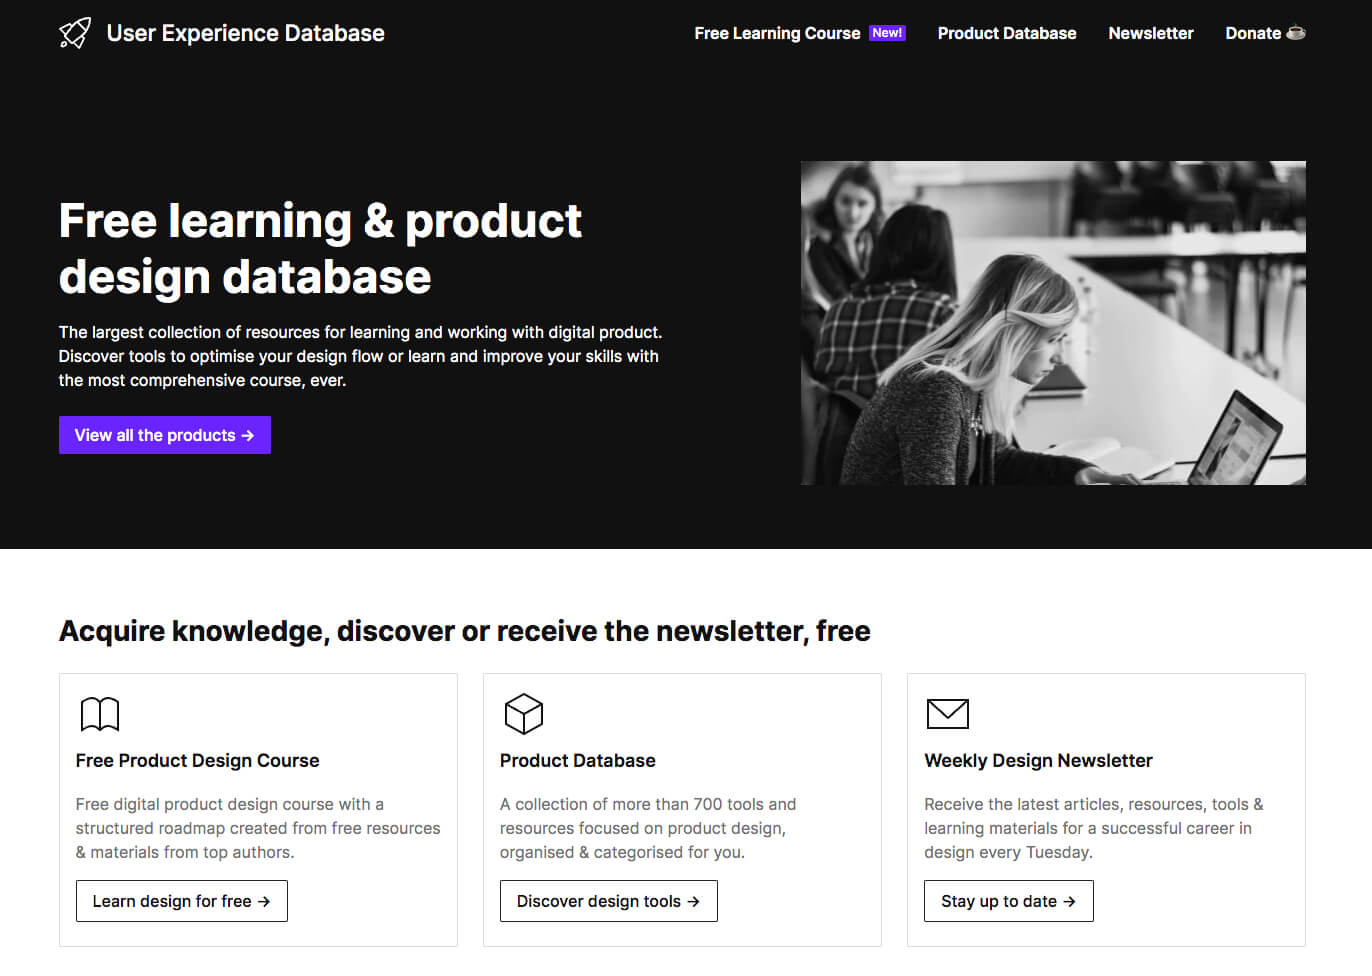 User Experience Database
Free Learning Course New! Product Database Newsletter Donate
Free learning & product
design database
The largest collection of resources for learning and working with digital product.
Discover tools to optimise your design flow or learn and improve your skills with
the most comprehensive course, ever.
View all the products →
Acquire knowledge, discover or receive the newsletter, free
Free Product Design Course
Free digital product design course with a
structured roadmap created from free resources
& materials from top authors.
Learn design for free →
Product Database
A collection of more than 700 tools and
resources focused on product design,
organised & categorised for you.
Discover design tools →
Weekly Design Newsletter
Receive the latest articles, resources, tools &
learning materials for a successful career in
design every Tuesday.
Stay up to date →